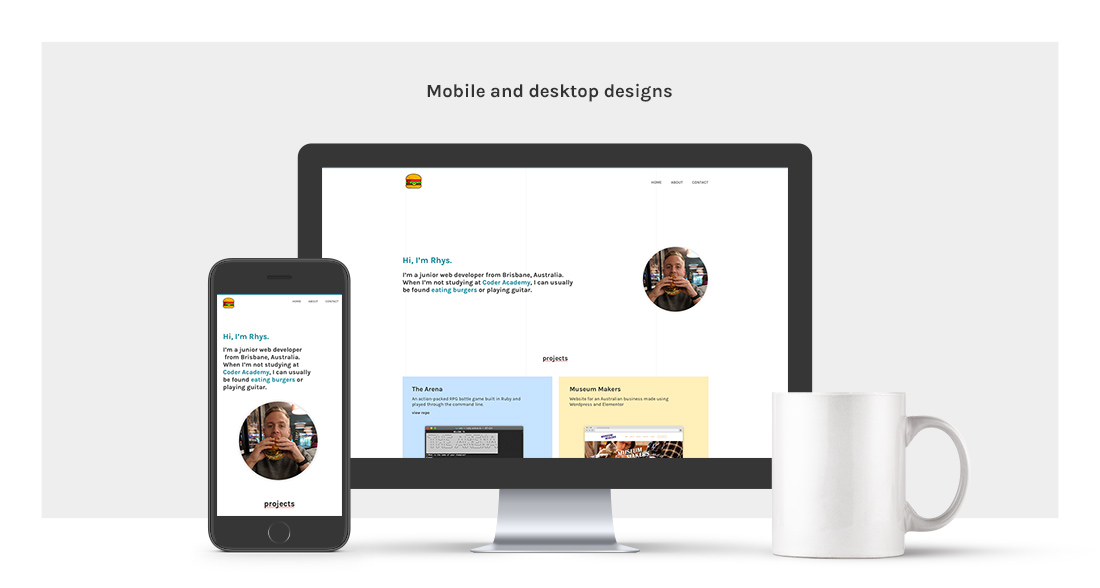 Mobile and desktop designs
HOME ABOUT CONTACT
Hi, I'm Rhys.
I'm a junior web developer from Brisbane, Australia.
When I'm not studying at Coder Academy, I can usually
be found eating burgers or playing guitar.
projects
The Arena
An action-packed RPG battle game built in Ruby and
played through the command line
view repo
Museum Makers
Website for an Australian business made using
Wordpress and Elementor
MUSEUM
MAKERS
HOME ABOUT CONTACT
Hi, I'm Rhys.
I'm a junior web developer
from Brisbane, Australia.
When I'm not studying at
Coder Academy, I can usually
be found eating burgers or
playing guitar.
projects